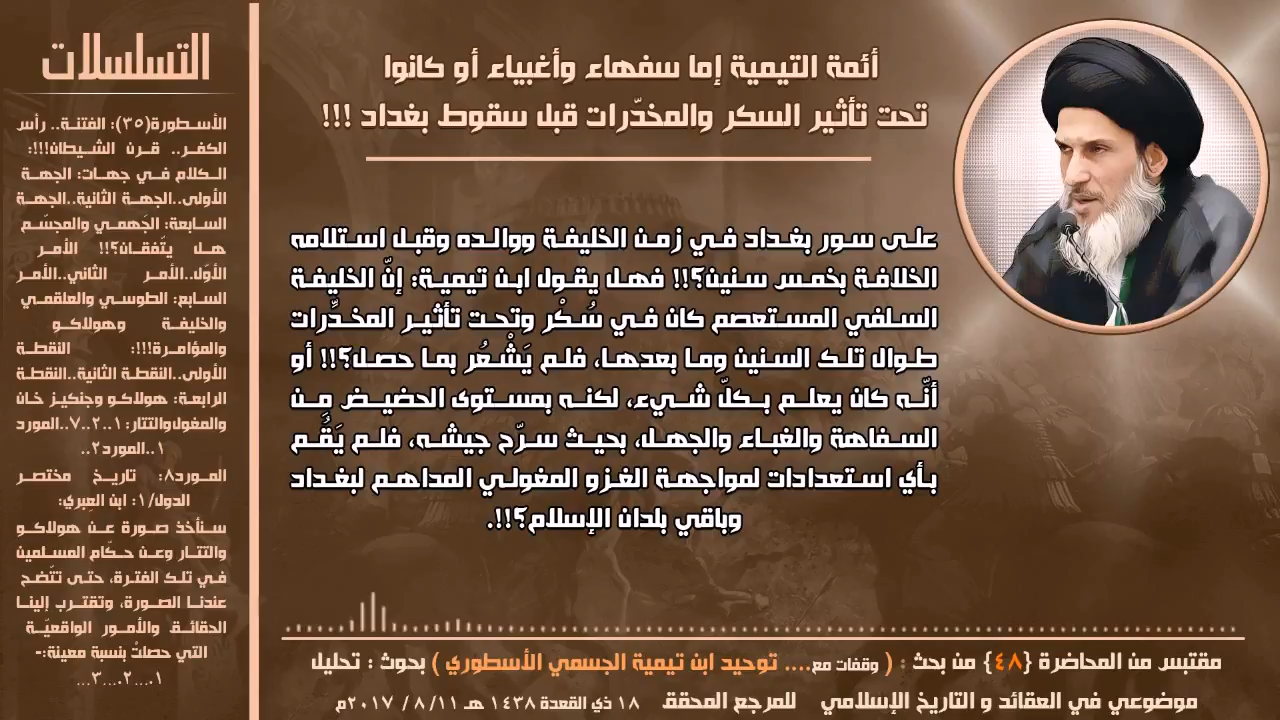 أئمة التيمية إما سفهاء وأغبياء أو كانوا
تحت تأثير السكر والمخدّرات قبل سقوط بغداد !!!
على سور بغداد في زمن الخليفة ووالده وقبل استلامه
الخلافة بخمس سنين؟!! فهل يقول ابن تيمية: إنّ الخليفة
السلفي المستعصم كان في سُكْر وتحت تأثير المخدِّرات
طوال تلك السنين وما بعدها، فلم يَشْعُر بما حصل؟!! أو
أنّه كان يعلم بكلّ شيء، لكنه بمستوى الحضيض من
السفاهة والغباء والجهل، بحيث سرّح جيشه، فلم يَقُم
بأي استعدادات لمواجهة الغزو المغولي المداهم لبغداد
وباقي بلدان الإسلام؟!!.
التسلسلات
الأسطورة(٣٥): الفتنة.. رأس
الكفر.. قرن الشيطان!!!:
الكلام في جهات: الجهة
الأولى..الجهة الثانية..الجهة
السابعة: الجَهمي والمجسّم
هل يتّفقان؟!! الأمر
الأوّل..الأمر الثاني..الأمر
السابع: الطوسي والعلقمي
والخليفة وهولاكو
والمؤامرة!!!: النقطة
الأولى..النقطة الثانية..النقطة
الرابعة: هولاكو وجنكيز خان
والمغول والتتار: ١..٢..٧..المورد
١..المورد٢..
المورد٨: تاريخ مختصر
الدول/١: ابن العِبري:
سنأخذ صورة عن هولاكو
والتتار وعن حكّام المسلمين
في تلك الفترة، حتى تتّضح
عندنا الصورة، وتقترب إلينا
الحقائق والأمور الواقعيّة
التي حصلتْ بنسبة معينة:-
٠١...٠٢...٣...
مقتبس من المحاضرة {٤٨} من بحث : ( وقفات مع.... توحيد ابن تيمية الجسمي الأسطوري ) بحوث : تحليل
موضوعي في العقائد و التاريخ الإسلامي للمرجع المحقق ١٨ ذي القعدة ١٤٣٨ هـ ١١ / ٨ / ٢٠١٧م